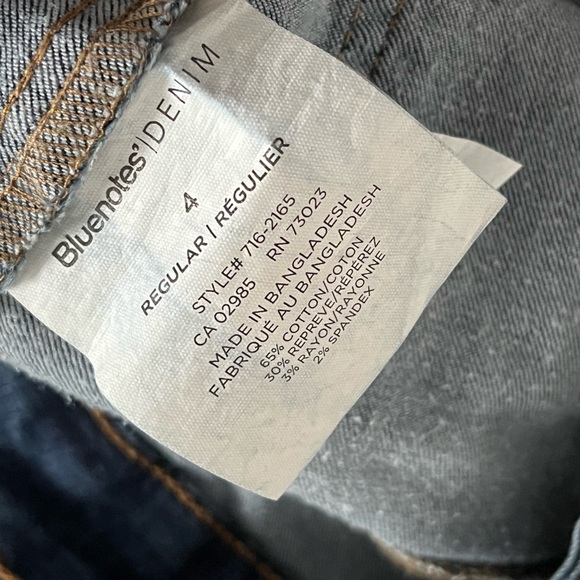 Bluenotes' | DENIM
4
REGULAR / RÉGULIER
STYLE# 716-2165
CA 02985 RN 73023
MADE IN BANGLADESH
FABRIQUÉ AU BANGLADESH
65% COTTON/COTON
30% REPREVE/RÉPÉREZ
3% RAYON/RAYONNE
2% SPANDEX